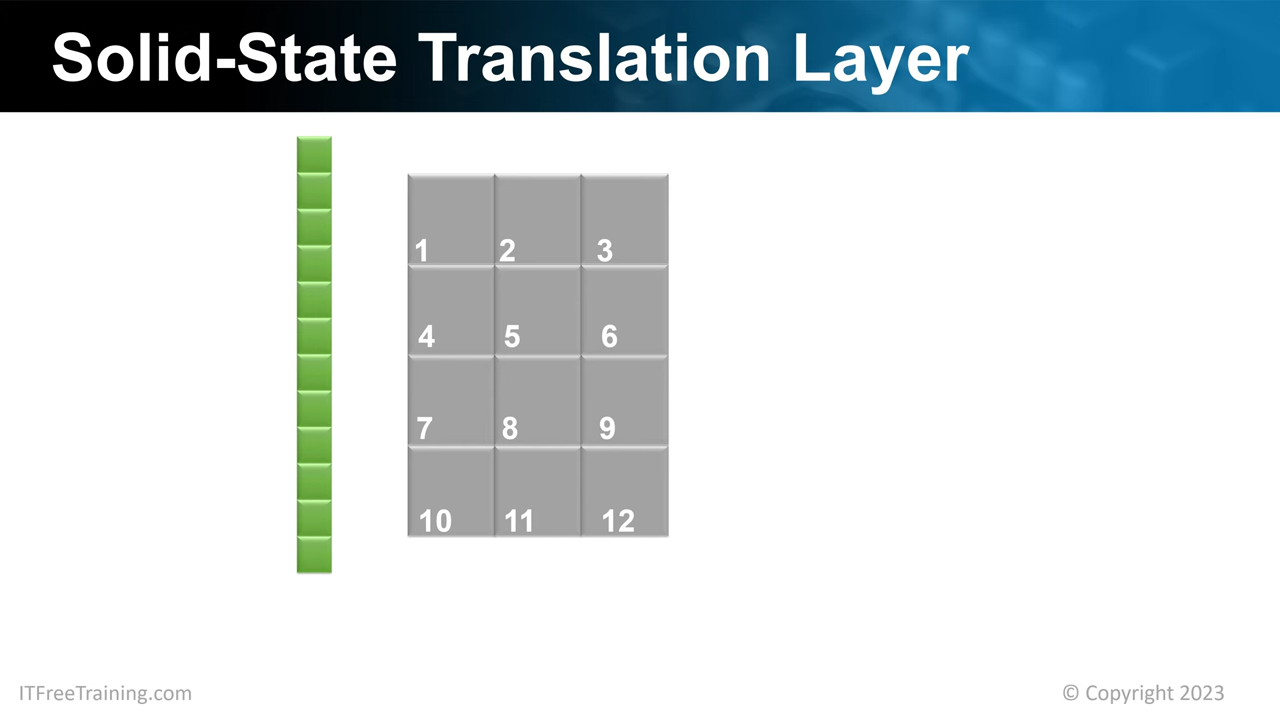 Solid-State Translation Layer
1 2 3
4 5 6
7 8 9
10 11 12
ITFreeTraining.com
© Copyright 2023